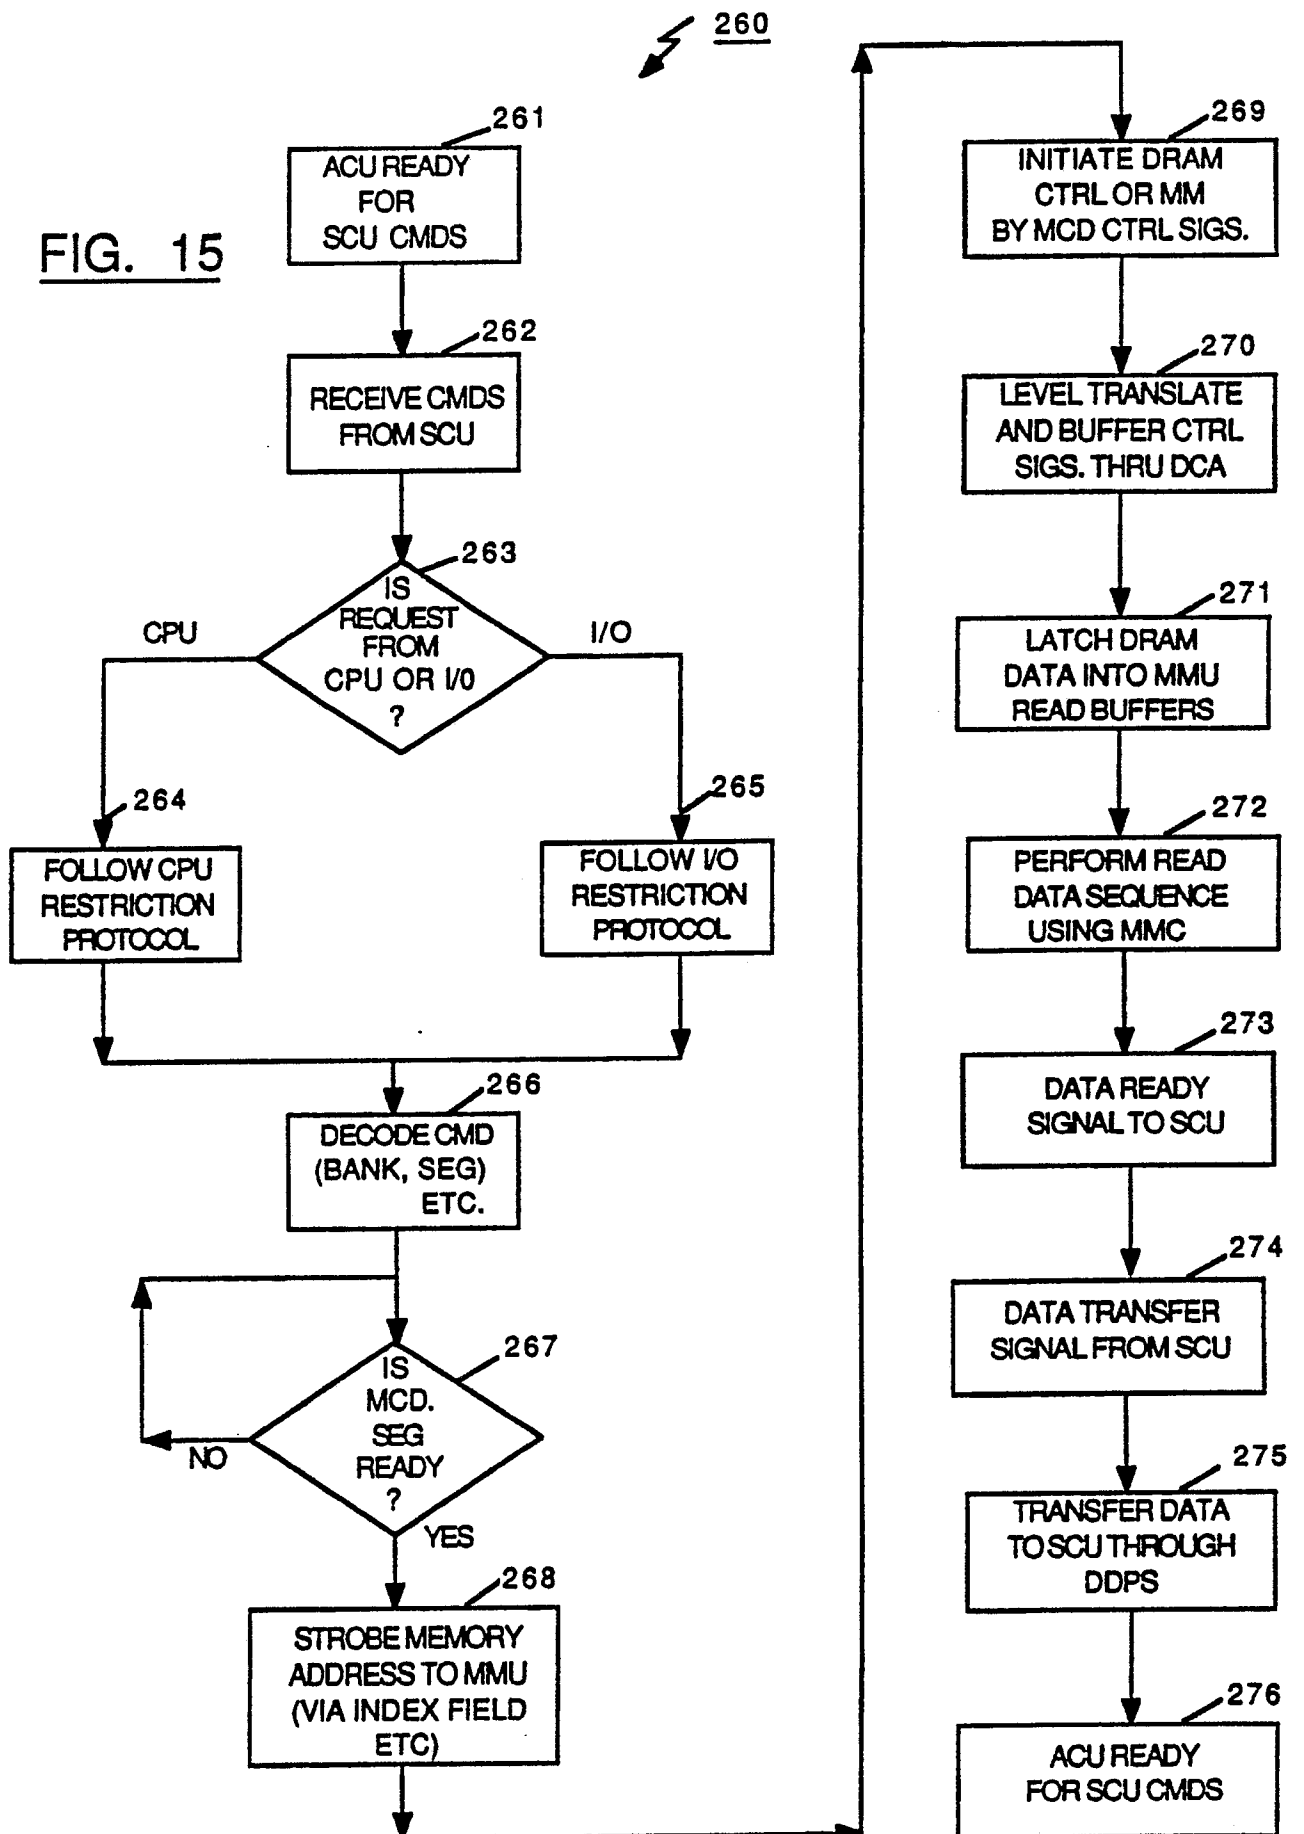 260
FIG. 15
261
ACU READY
FOR
SCU CMDS
262
RECEIVE CMDS
FROM SCU
263
IS
REQUEST
FROM
CPU OR I/0
?
CPU
I/O
264
FOLLOW CPU
RESTRICTION
PROTOCOL
265
FOLLOW I/O
RESTRICTION
PROTOCOL
266
DECODE CMD
(BANK, SEG)
ETC.
267
IS
MCD.
SEG
READY
?
NO
YES
268
STROBE MEMORY
ADDRESS TO MMU
(VIA INDEX FIELD
ETC)
269
INITIATE DRAM
CTRL OR MM
BY MCD CTRL SIGS.
270
LEVEL TRANSLATE
AND BUFFER CTRL
SIGS. THRU DCA
271
LATCH DRAM
DATA INTO MMU
READ BUFFERS
272
PERFORM READ
DATA SEQUENCE
USING MMC
273
DATA READY
SIGNAL TO SCU
274
DATA TRANSFER
SIGNAL FROM SCU
275
TRANSFER DATA
TO SCU THROUGH
DDPS
276
ACU READY
FOR SCU CMDS